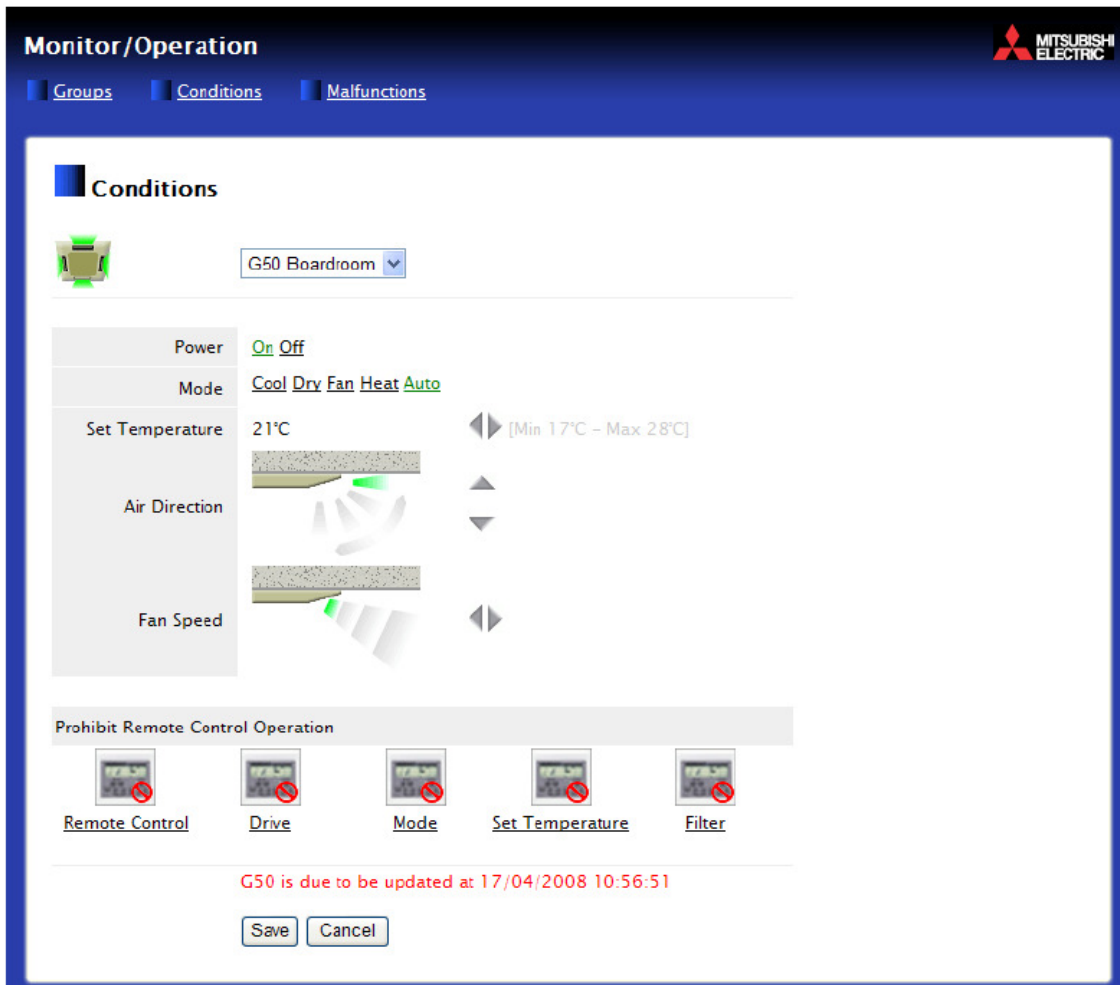 Monitor/Operation
MITSUBISHI
ELECTRIC
Groups Conditions Malfunctions
Conditions
G50 Boardroom
Power On Off
Mode Cool Dry Fan Heat Auto
Set Temperature 21°C [Min 17°C - Max 28°C]
Air Direction
Fan Speed
Prohibit Remote Control Operation
Remote Control Drive Mode Set Temperature Filter
G50 is due to be updated at 17/04/2008 10:56:51
Save Cancel